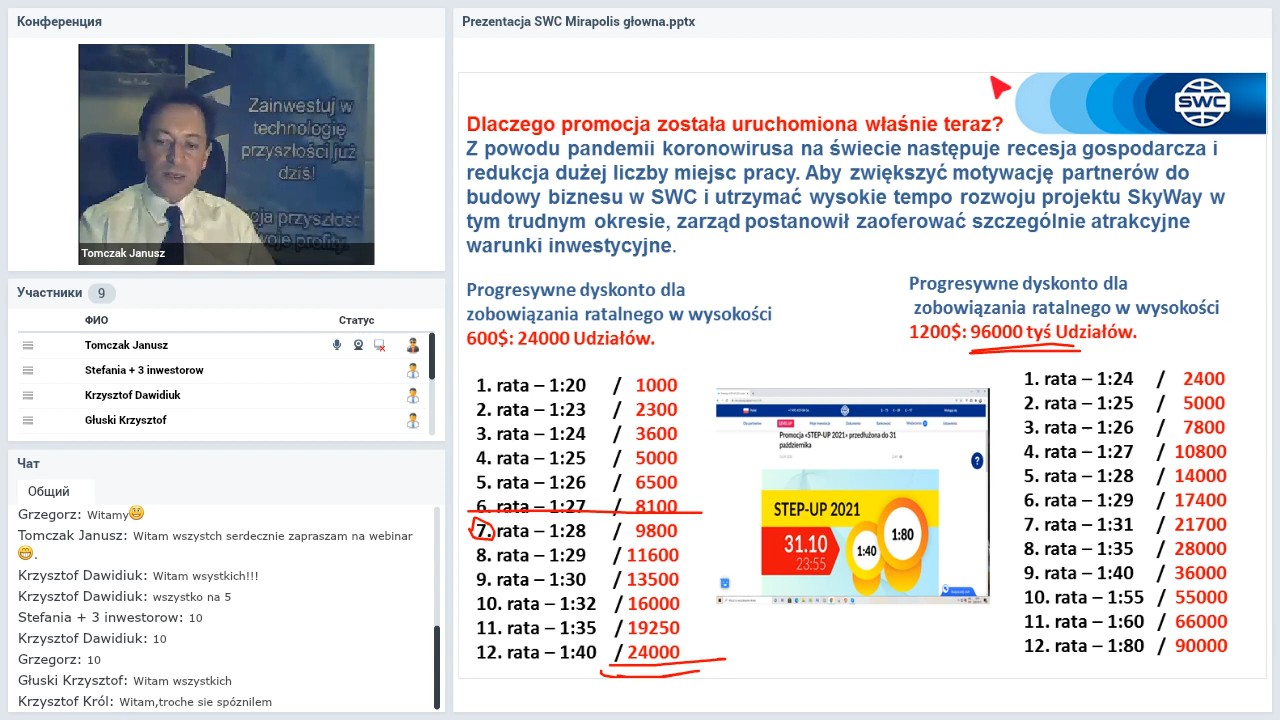 Конференция
Zainwestuj w
technologię
przyszłości już
dziś!
Tomczak Janusz
Участники 9
ФИО Статус
Tomczak Janusz
Stefania + 3 inwestorow
Krzysztof Dawidiuk
Głuski Krzysztof
Чат
Общий
Grzegorz: Witamy
Tomczak Janusz: Witam wszystch serdecznie zapraszam na webinar
.
Krzysztof Dawidiuk: Witam wsystkich!!!
Krzysztof Dawidiuk: wszystko na 5
Stefania + 3 inwestorow: 10
Krzysztof Dawidiuk: 10
Grzegorz: 10
Głuski Krzysztof: Witam wszystkich
Krzysztof Król: Witam,troche sie spóznilem
Prezentacja SWC Mirapolis głowna.pptx
SWC
Dlaczego promocja została uruchomiona właśnie teraz?
Z powodu pandemii koronowirusa na świecie następuje recesja gospodarcza i
redukcja dużej liczby miejsc pracy. Aby zwiększyć motywację partnerów do
budowy biznesu w SWC i utrzymać wysokie tempo rozwoju projektu SkyWay w
tym trudnym okresie, zarząd postanowił zaoferować szczególnie atrakcyjne
warunki inwestycyjne.
Progresywne dyskonto dla
zobowiązania ratalnego w wysokości
600$: 24000 Udziałów.
1. rata – 1:20 / 1000
2. rata – 1:23 / 2300
3. rata – 1:24 / 3600
4. rata – 1:25 / 5000
5. rata – 1:26 / 6500
6. rata – 1:27 / 8100
7. rata – 1:28 / 9800
8. rata – 1:29 / 11600
9. rata – 1:30 / 13500
10. rata – 1:32 / 16000
11. rata – 1:35 / 19250
12. rata – 1:40 / 24000
Promocja «STEP-UP 2021» przedłużona do 31
października
STEP-UP 2021
31.10
23:55
1:40
1:80
Progresywne dyskonto dla
zobowiązania ratalnego w wysokości
1200$: 96000 tyś Udziałów.
1. rata – 1:24 / 2400
2. rata – 1:25 / 5000
3. rata – 1:26 / 7800
4. rata – 1:27 / 10800
5. rata – 1:28 / 14000
6. rata – 1:29 / 17400
7. rata – 1:31 / 21700
8. rata – 1:35 / 28000
9. rata – 1:40 / 36000
10. rata – 1:55 / 55000
11. rata – 1:60 / 66000
12. rata – 1:80 / 90000